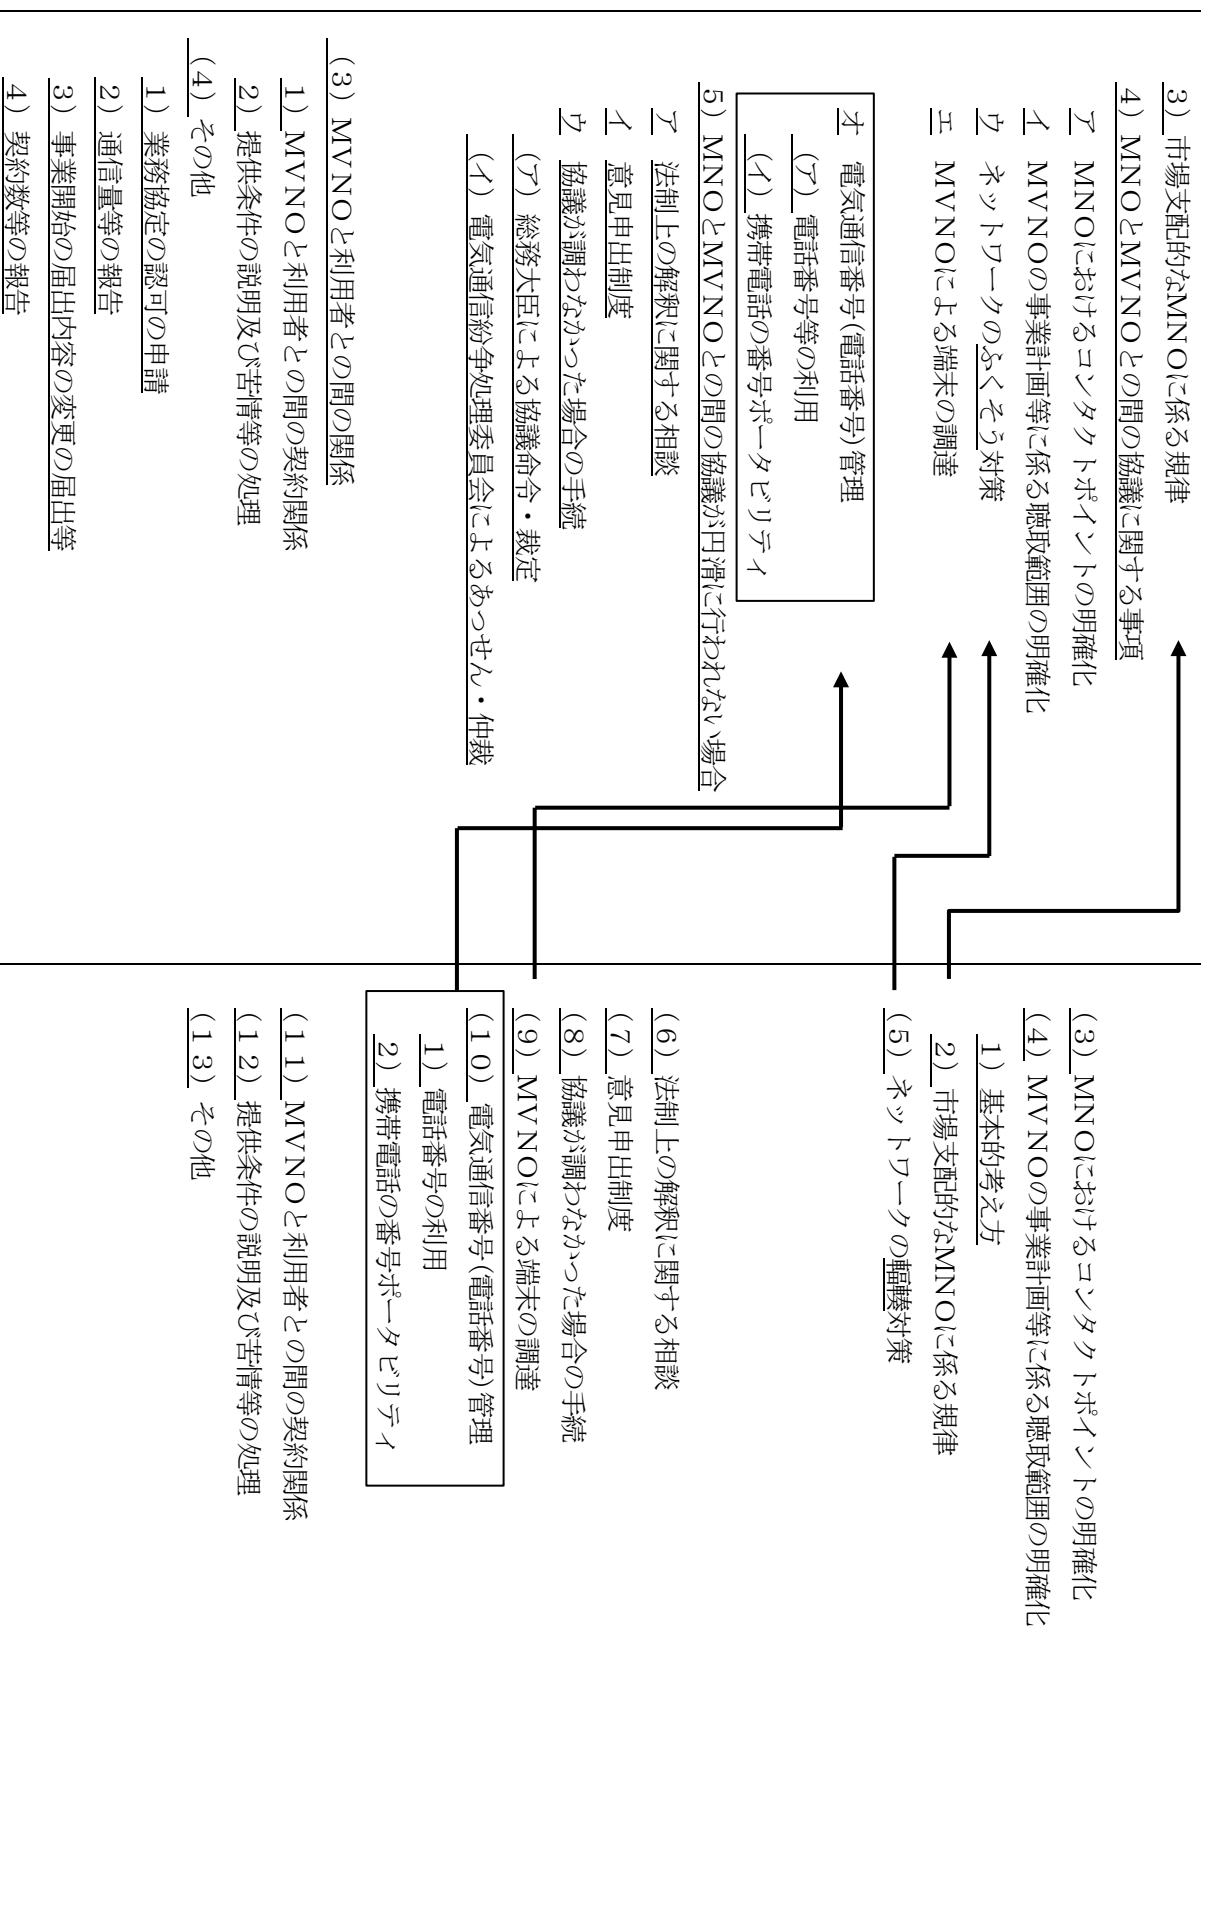 ３）市場支配的なMNOに係る規律
４）MNOとMVNOとの間の協議に関する事項
ア　MNOにおけるコンタクトポイントの明確化
イ　MVNOの事業計画等に係る聴取範囲の明確化
ウ　ネットワークのふくそう対策
エ　MVNOによる端末の調達
オ　電気通信番号（電話番号）管理
（ア）電話番号等の利用
（イ）携帯電話の番号ポータビリティ
５）MNOとMVNOとの間の協議が円滑に行われない場合
ア　法制上の解釈に関する相談
イ　意見申出制度
ウ　協議が調わなかった場合の手続
（ア）総務大臣による協議命令・裁定
（イ）電気通信紛争処理委員会によるあっせん・仲裁
（３）MVNOと利用者との間の関係
１）MVNOと利用者との間の契約関係
２）提供条件の説明及び苦情等の処理
（４）その他
１）業務協定の認可の申請
２）通信量等の報告
３）事業開始の届出内容の変更の届出等
４）契約数等の報告
（３）MNOにおけるコンタクトポイントの明確化
（４）MVNOの事業計画等に係る聴取範囲の明確化
１）基本的考え方
２）市場支配的なMNOに係る規律
（５）ネットワークの輻輳対策
（６）法制上の解釈に関する相談
（７）意見申出制度
（８）協議が調わなかった場合の手続
（９）MVNOによる端末の調達
（１０）電気通信番号（電話番号）管理
１）電話番号の利用
２）携帯電話の番号ポータビリティ
（１１）MVNOと利用者との間の契約関係
（１２）提供条件の説明及び苦情等の処理
（１３）その他